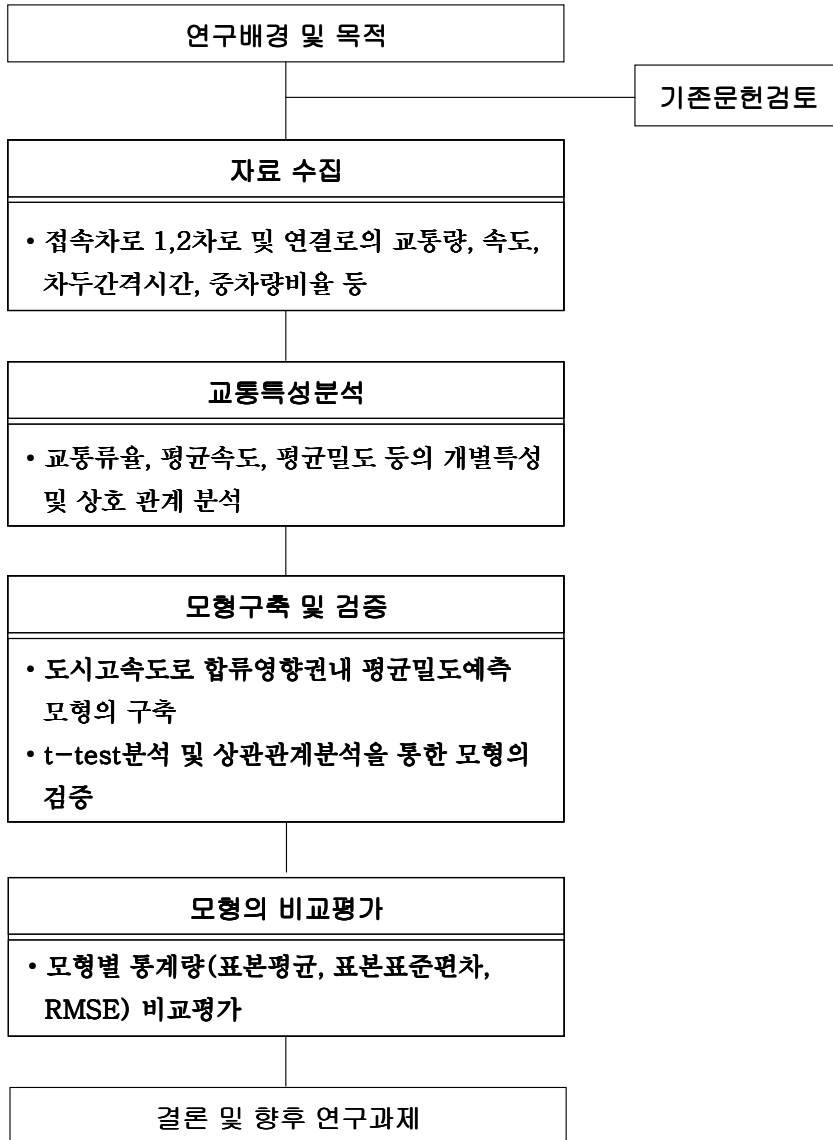 연구배경 및 목적
기존문헌검토
자료 수집
• 접속차로 1,2차로 및 연결로의 교통량, 속도,
차두간격시간, 중차량비율 등
교통특성분석
• 교통류율, 평균속도, 평균밀도 등의 개별특성
및 상호 관계 분석
모형구축 및 검증
• 도시고속도로 합류영향권내 평균밀도예측
모형의 구축
• t-test분석 및 상관관계분석을 통한 모형의
검증
모형의 비교평가
• 모형별 통계량(표본평균, 표본표준편차,
RMSE) 비교평가
결론 및 향후 연구과제